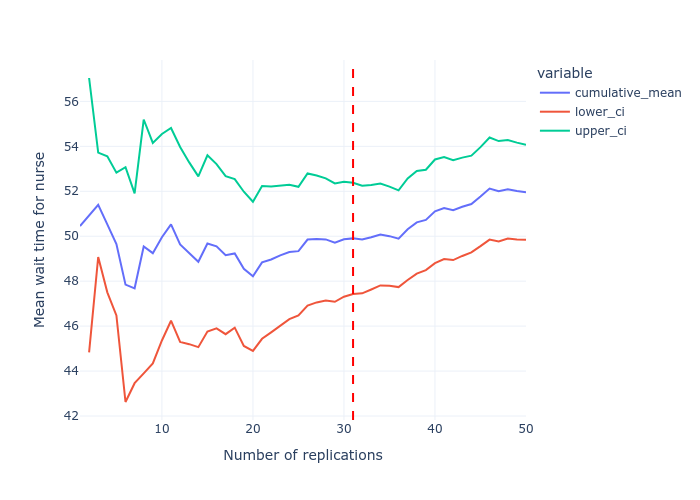 variable
cumulative_mean
lower_ci
upper_ci
Mean wait time for nurse
56
54
52
50
48
46
44
42
10
20
30
40
50
Number of replications